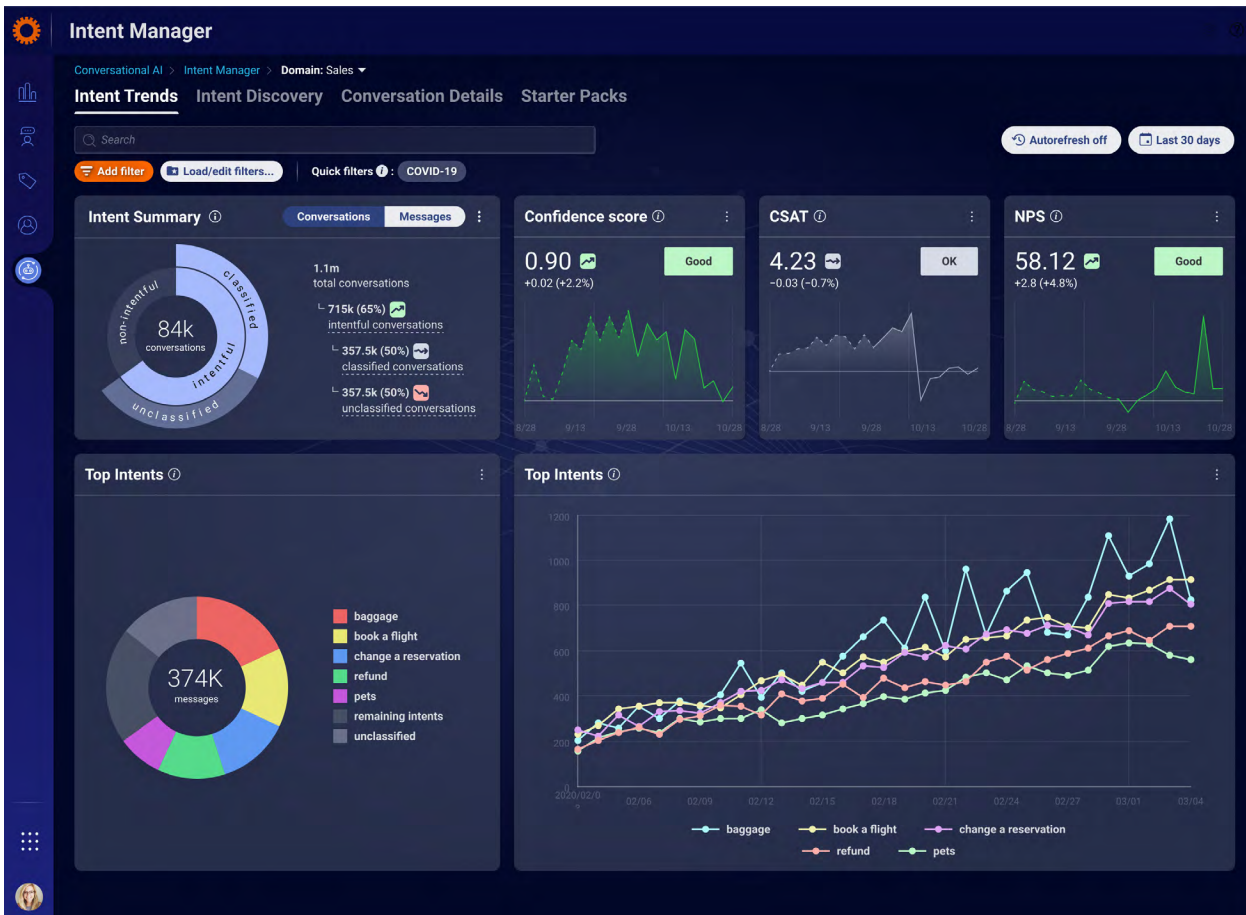 Intent Manager
Conversational AI > Intent Manager > Domain: Sales
Intent Trends Intent Discovery Conversation Details Starter Packs
Search
Autorefresh off
Last 30 days
Add filter
Load/edit filters...
Quick filters i :
COVID-19
Intent Summary
Conversations Messages
non-intentful
classified
intentful
unclassified
84k
conversations
1.1m
total conversations
715k (65%)
intentful conversations
357.5k (50%)
classified conversations
357.5k (50%)
unclassified conversations
Confidence score
0.90
Good
+0.02 (+2.2%)
8/28 9/13 9/28 10/13 10/28
CSAT
4.23
OK
−0.03 (−0.7%)
8/28 9/13 9/28 10/13 10/28
NPS
58.12
Good
+2.8 (+4.8%)
8/28 9/13 9/28 10/13 10/28
Top Intents
374K
messages
baggage
book a flight
change a reservation
refund
pets
remaining intents
unclassified
Top Intents
1200
1000
800
600
400
200
0
2020/02/0 02/06 02/09 02/12 02/15 02/18 02/21 02/24 02/27 03/01 03/04
baggage book a flight change a reservation
refund pets